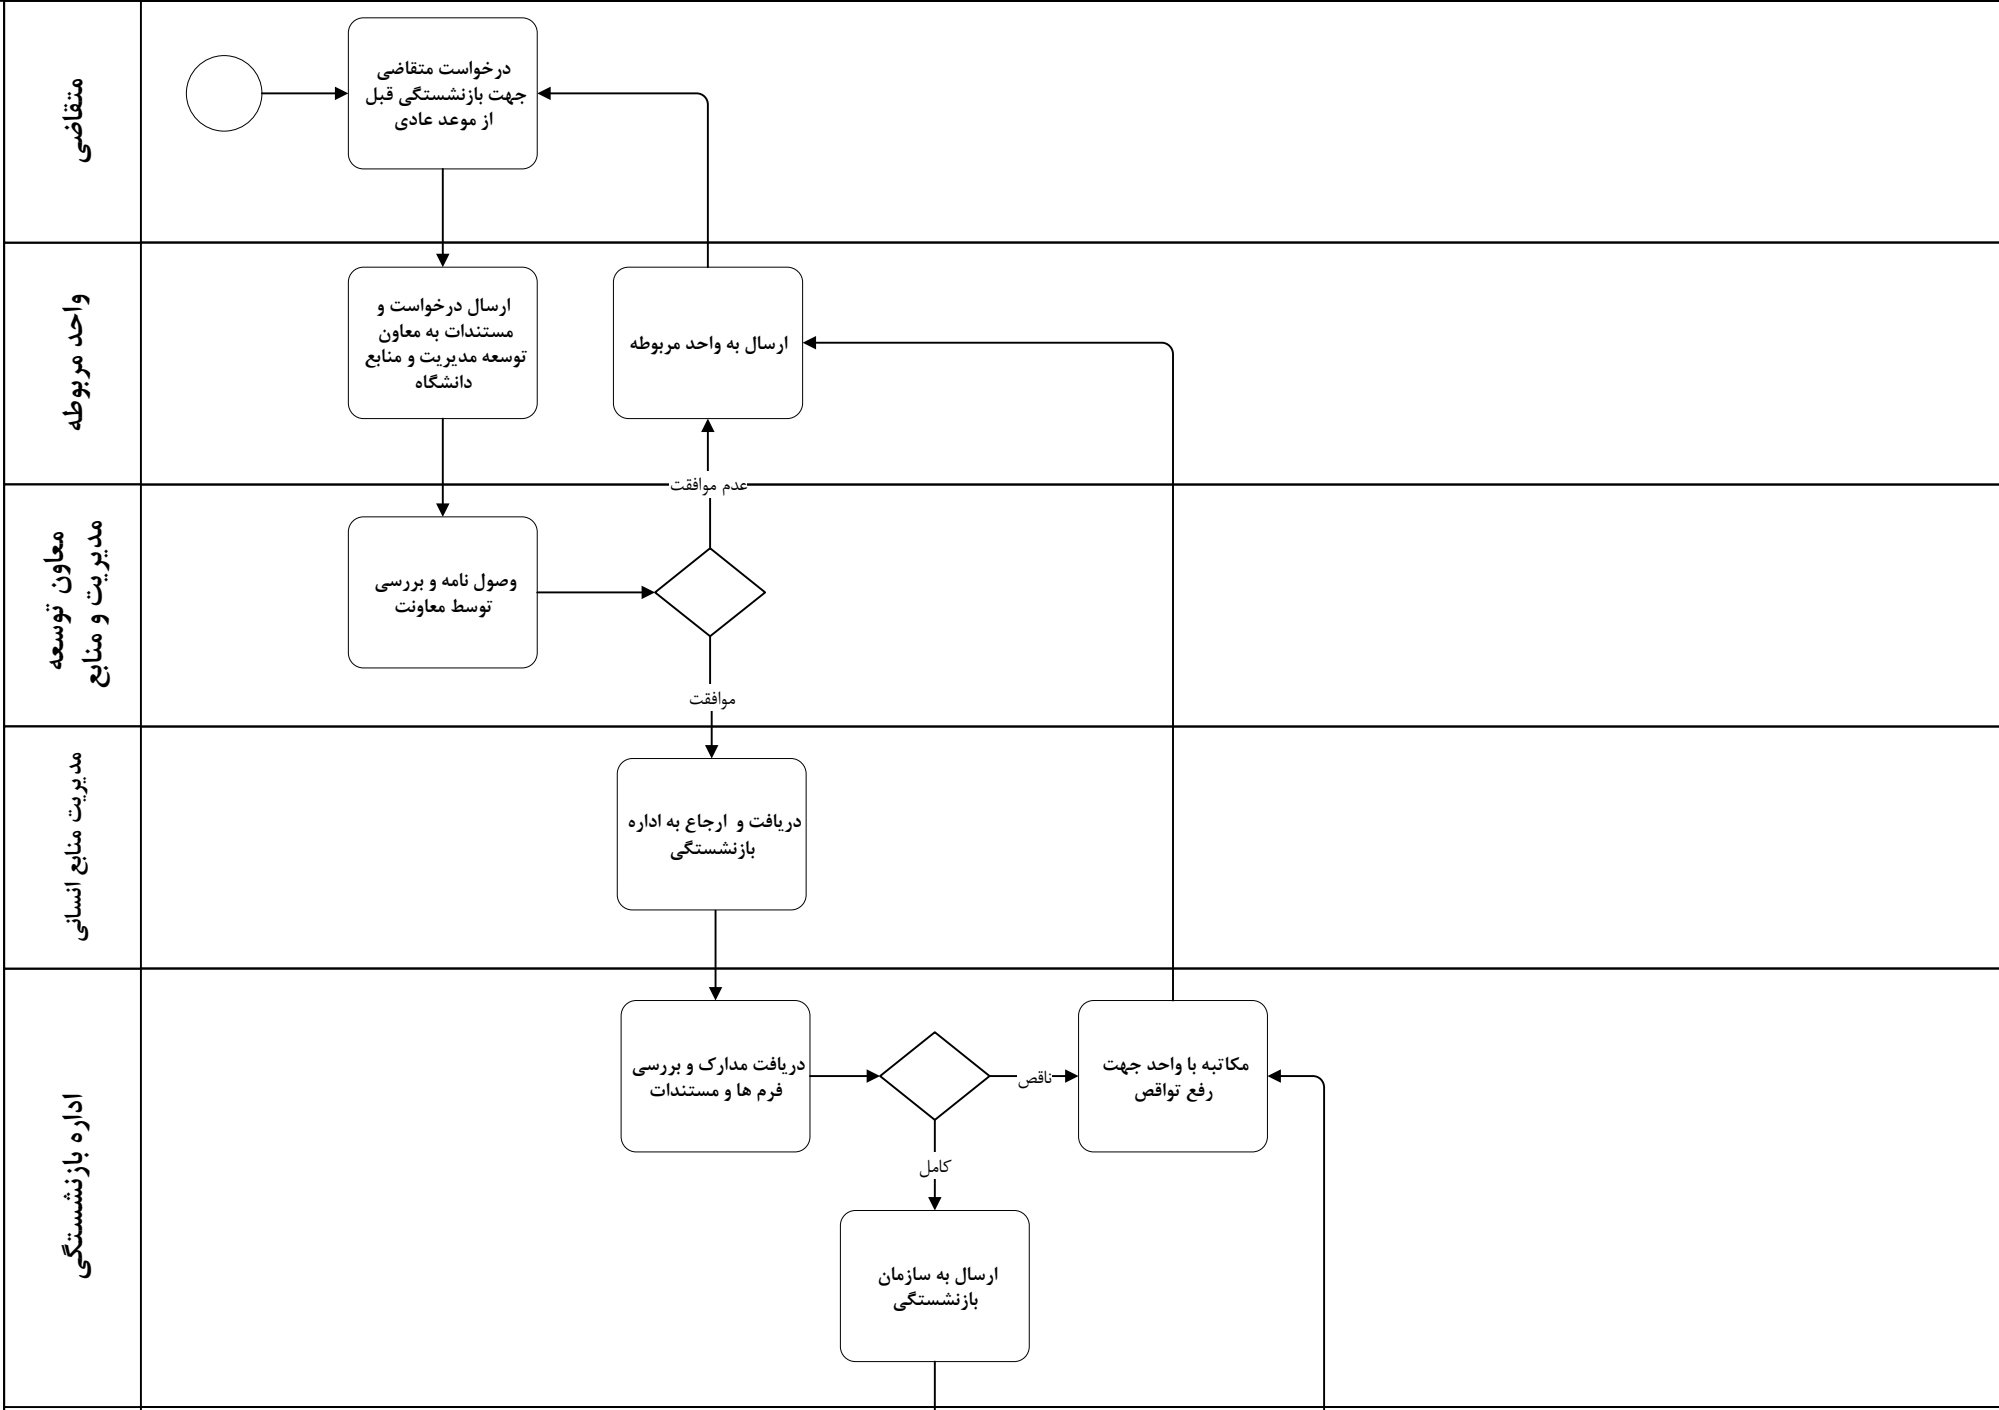 متقاضی
درخواست متقاضی
جهت بازنشستگی قبل
از موعد عادی
واحد مربوطه
ارسال درخواست و
مستندات به معاون
توسعه مدیریت و منابع
دانشگاه
ارسال به واحد مربوطه
عدم موافقت
معاون توسعه
مدیریت و منابع
وصول نامه و بررسی
توسط معاونت
موافقت
مدیریت منابع انسانی
دریافت و ارجاع به اداره
بازنشستگی
اداره بازنشستگی
دریافت مدارک و بررسی
فرم ها و مستندات
ناقص
مکاتبه با واحد جهت
رفع تواقص
کامل
ارسال به سازمان
بازنشستگی